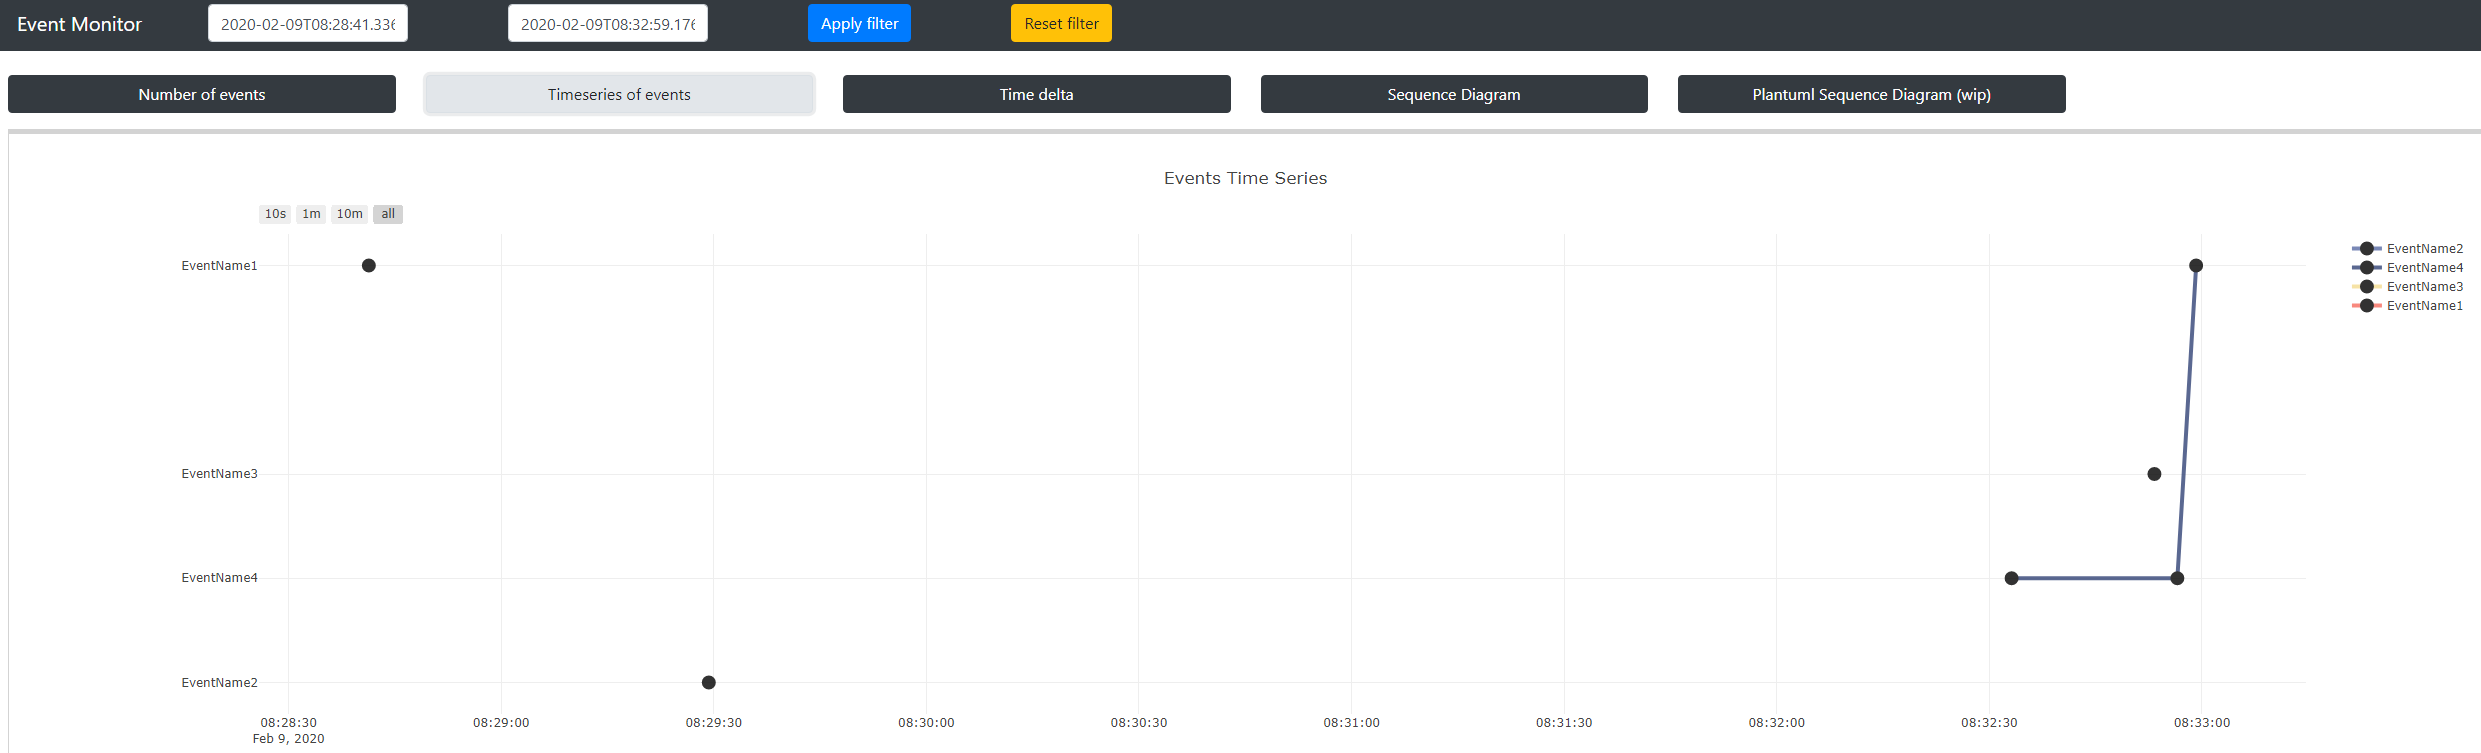 Event Monitor 2020-02-09T08:28:41.336 2020-02-09T08:32:59.176 Apply filter Reset filter
Number of events Timeseries of events Time delta Sequence Diagram Plantuml Sequence Diagram (wip)
Events Time Series
10s 1m 10m all
EventName1
EventName3
EventName4
EventName2
EventName2
EventName4
EventName3
EventName1
08:28:30 08:29:00 08:29:30 08:30:00 08:30:30 08:31:00 08:31:30 08:32:00 08:32:30 08:33:00
Feb 9, 2020